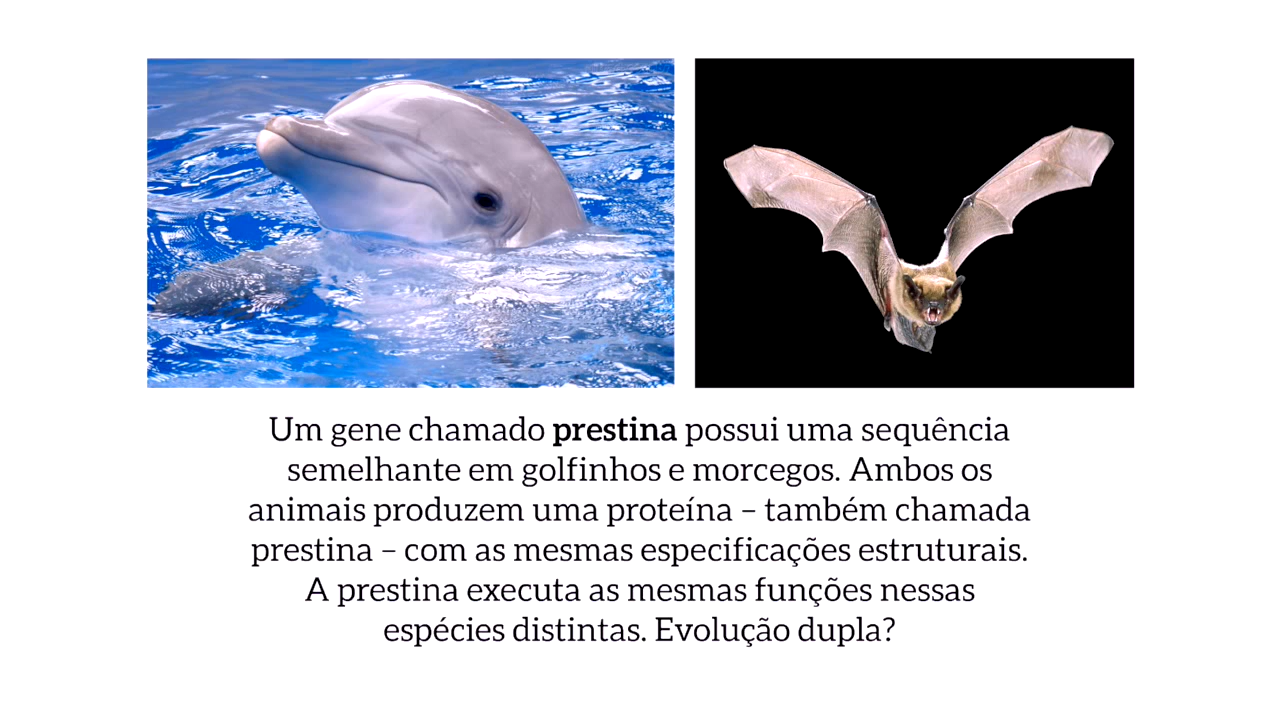 Um gene chamado prestina possui uma sequência
semelhante em golfinhos e morcegos. Ambos os
animais produzem uma proteína – também chamada
prestina – com as mesmas especificações estruturais.
A prestina executa as mesmas funções nessas
espécies distintas. Evolução dupla?